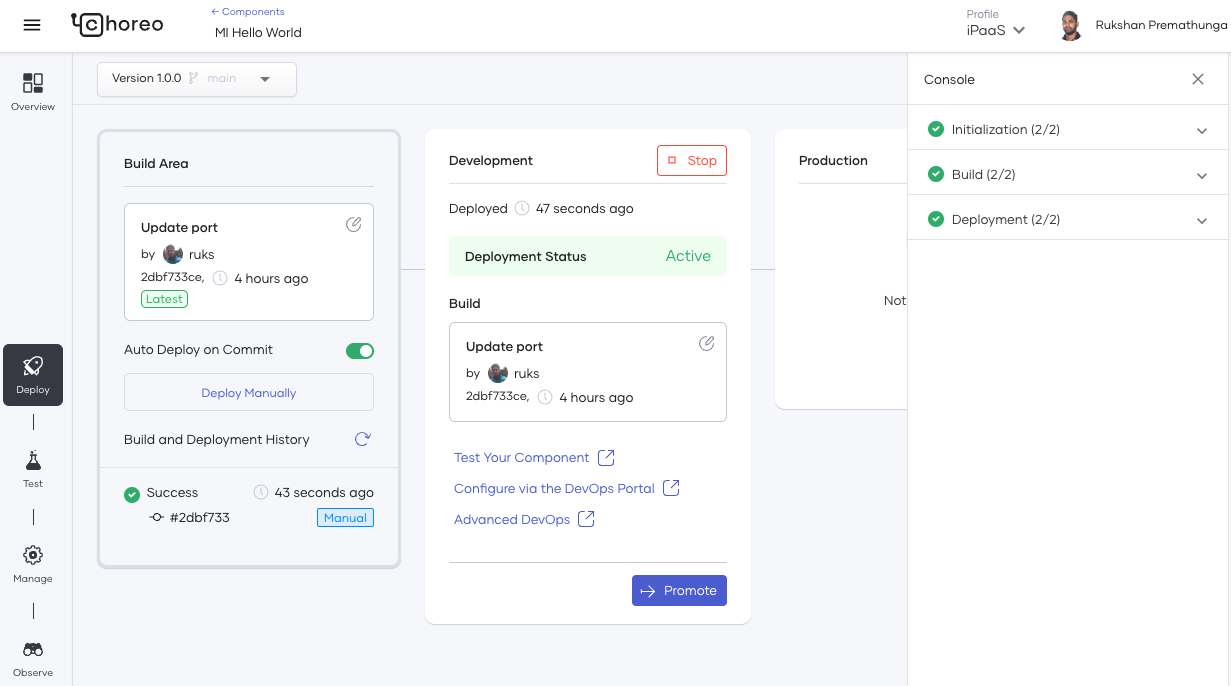 Choreo
← Components
MI Hello World
Profile
iPaaS
Rukshan Premathunga
Overview
Deploy
Test
Manage
Observe
Version 1.0.0 main
Build Area
Update port
by ruks
2dbf733ce, 4 hours ago
Latest
Auto Deploy on Commit
Deploy Manually
Build and Deployment History
Success 43 seconds ago
#2dbf733 Manual
Development Stop
Deployed 47 seconds ago
Deployment Status Active
Build
Update port
by ruks
2dbf733ce, 4 hours ago
Test Your Component
Configure via the DevOps Portal
Advanced DevOps
Promote
Production
Not
Console
Initialization (2/2)
Build (2/2)
Deployment (2/2)